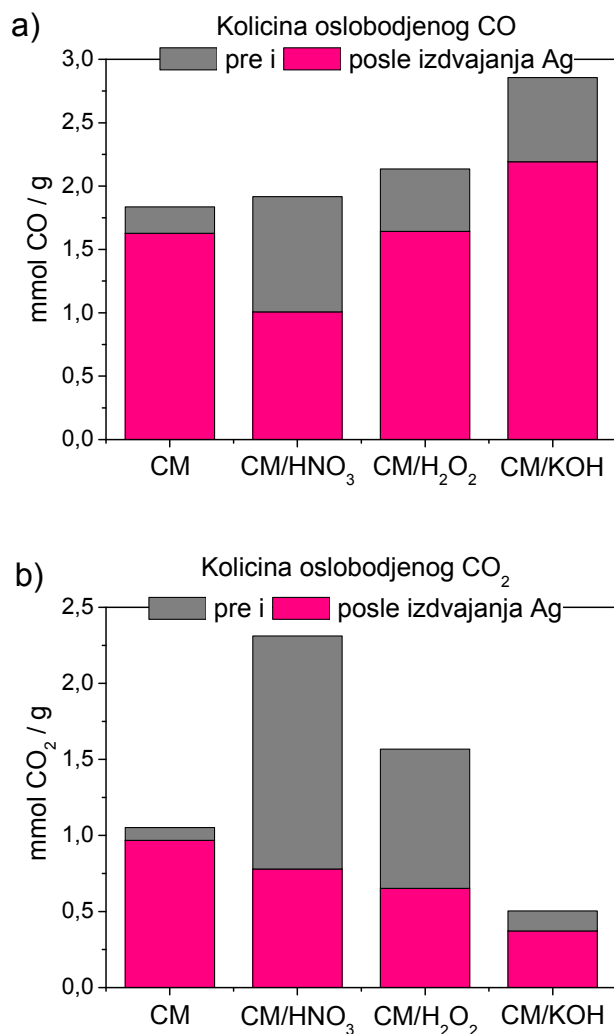 a)
Kolicina oslobodjenog CO
pre i posle izdvajanja Ag
3,0
2,5
2,0
1,5
1,0
0,5
0,0
mmol CO / g
CM CM/HNO₃ CM/H₂O₂ CM/KOH
b)
Kolicina oslobodjenog CO₂
pre i posle izdvajanja Ag
2,5
2,0
1,5
1,0
0,5
0,0
mmol CO₂ / g
CM CM/HNO₃ CM/H₂O₂ CM/KOH